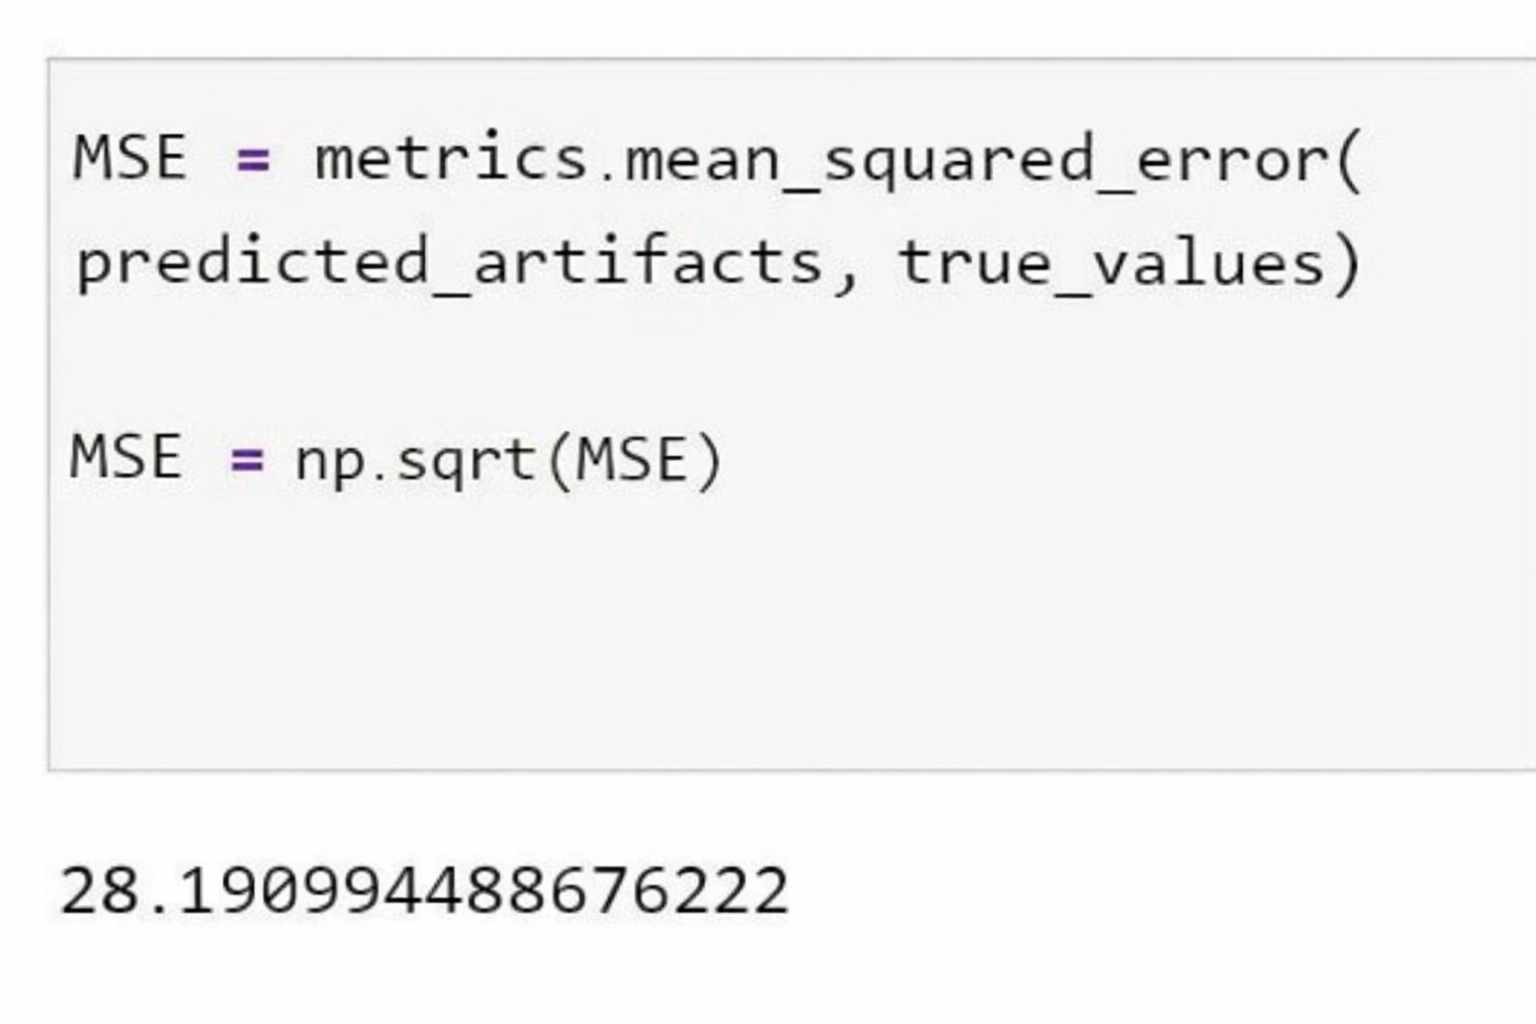 MSE = metrics.mean_squared_error(
predicted_artifacts, true_values)
MSE = np.sqrt(MSE)
28.190994488676222